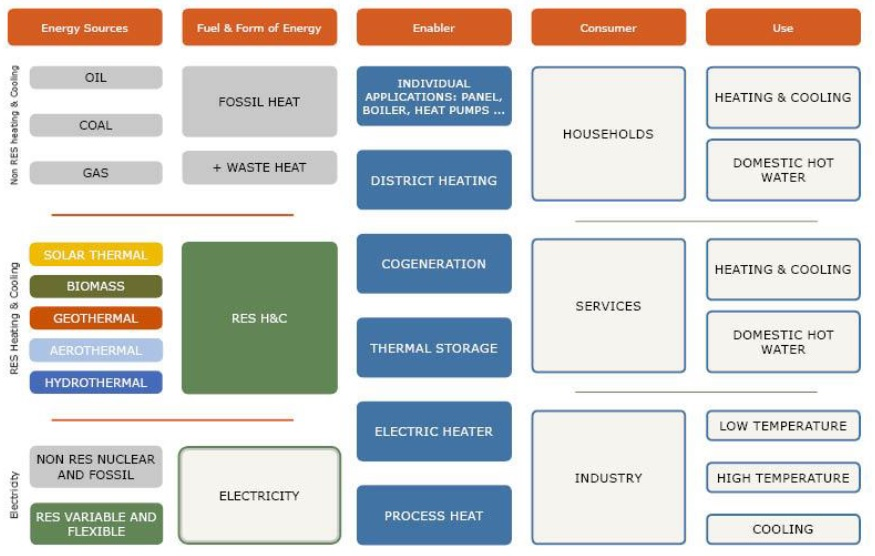 Energy Sources
Fuel & Form of Energy
Enabler
Consumer
Use
Non RES heating & Cooling
OIL
COAL
GAS
FOSSIL HEAT
+ WASTE HEAT
RES Heating & Cooling
SOLAR THERMAL
BIOMASS
GEOTHERMAL
AEROTHERMAL
HYDROTHERMAL
RES H&C
Electricity
NON RES NUCLEAR
AND FOSSIL
RES VARIABLE AND
FLEXIBLE
ELECTRICITY
INDIVIDUAL
APPLICATIONS: PANEL,
BOILER, HEAT PUMPS ...
DISTRICT HEATING
COGENERATION
THERMAL STORAGE
ELECTRIC HEATER
PROCESS HEAT
HOUSEHOLDS
SERVICES
INDUSTRY
HEATING & COOLING
DOMESTIC HOT
WATER
HEATING & COOLING
DOMESTIC HOT
WATER
LOW TEMPERATURE
HIGH TEMPERATURE
COOLING